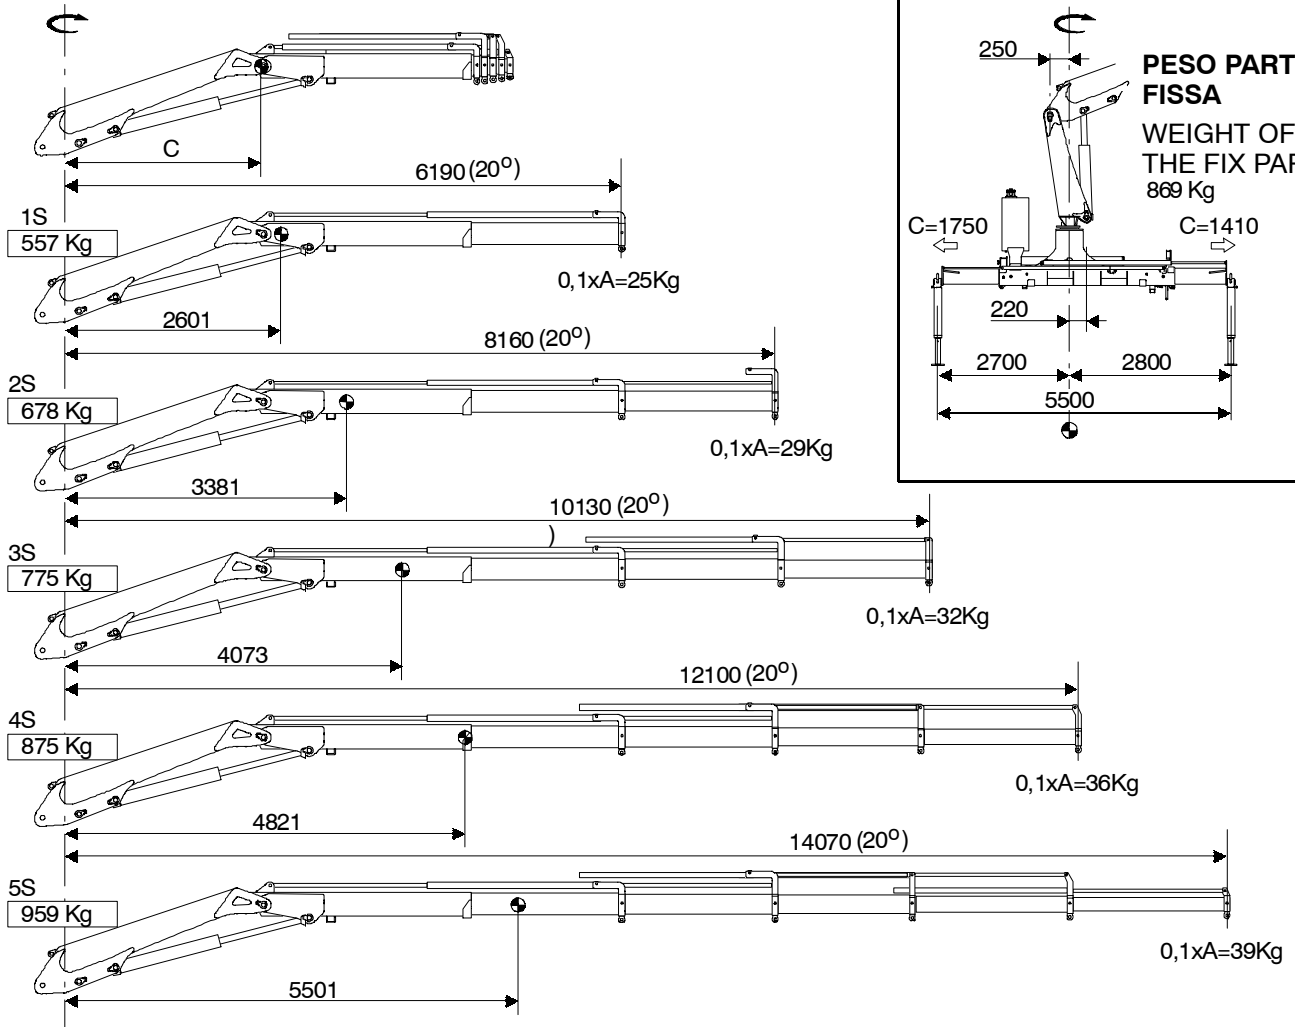 C
6190 (20°)
1S
557 Kg
0,1xA=25Kg
2601
8160 (20°)
2S
678 Kg
0,1xA=29Kg
3381
10130 (20°)
)
3S
775 Kg
0,1xA=32Kg
4073
12100 (20°)
4S
875 Kg
0,1xA=36Kg
4821
14070 (20°)
5S
959 Kg
0,1xA=39Kg
5501
250
PESO PART
FISSA
WEIGHT OF
THE FIX PAR
869 Kg
C=1750
C=1410
220
2700
2800
5500